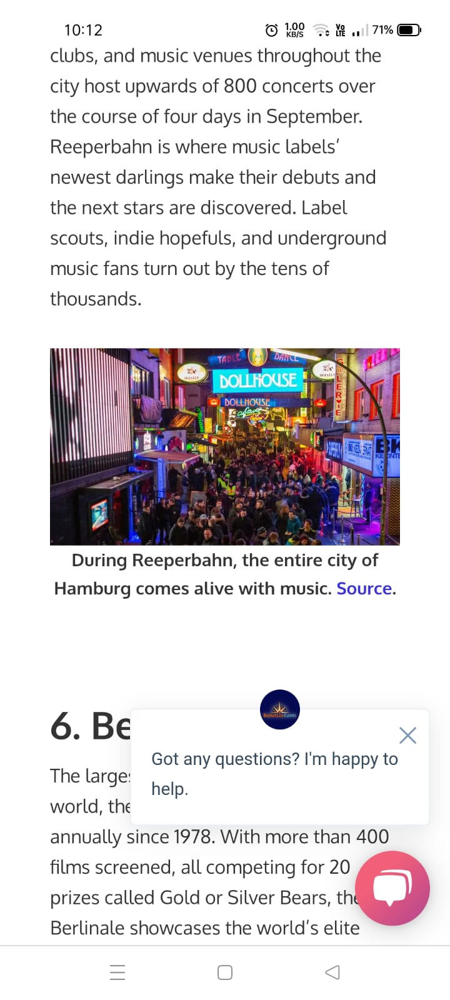 10:12
1.00
KB/S
Vo
LTE
71%
clubs, and music venues throughout the
city host upwards of 800 concerts over
the course of four days in September.
Reeperbahn is where music labels’
newest darlings make their debuts and
the next stars are discovered. Label
scouts, indie hopefuls, and underground
music fans turn out by the tens of
thousands.
TABLE
DANCE
DOLLHOUSE
DOLLHOUSE
During Reeperbahn, the entire city of
Hamburg comes alive with music. Source.
BucketListEvents
6. Be
Got any questions? I'm happy to
help.
The large
world, the
annually since 1978. With more than 400
films screened, all competing for 20
prizes called Gold or Silver Bears, the
Berlinale showcases the world’s elite